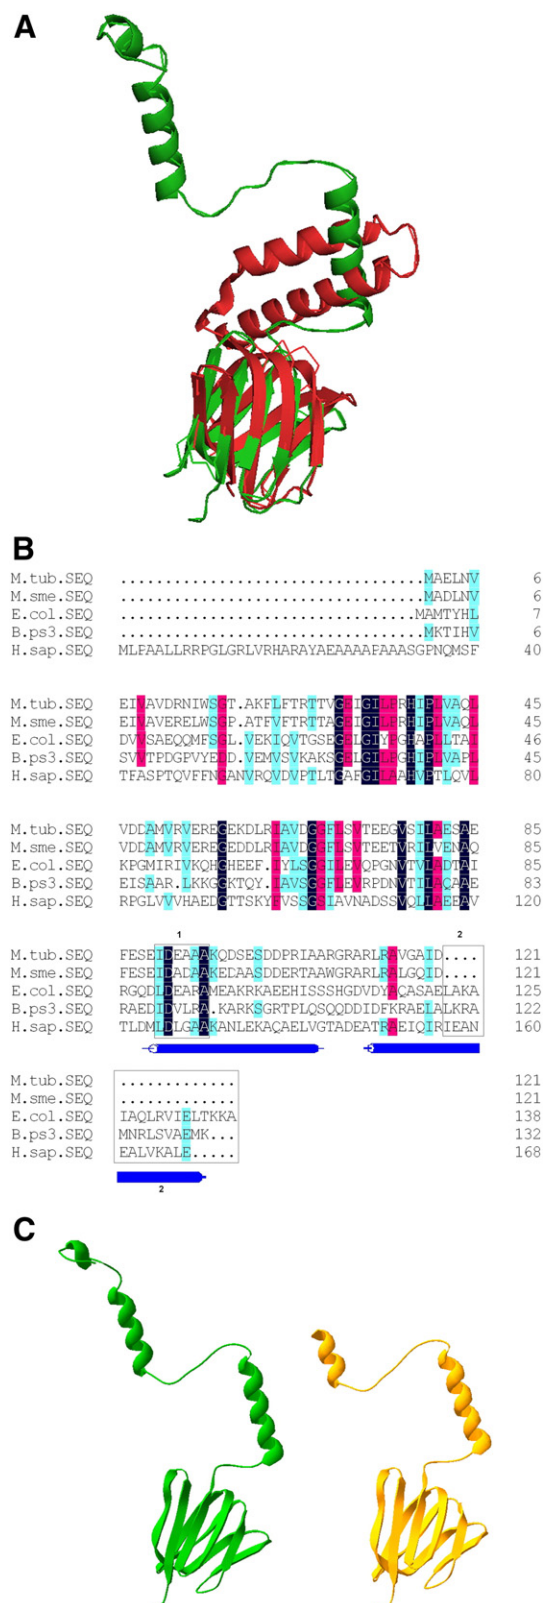 A
B
M.tub.SEQ ..................................MAELNV 6
M.sme.SEQ ..................................MADLNV 6
E.col.SEQ .................................MAMTYHL 7
B.ps3.SEQ ..................................MKTIHV 6
H.sap.SEQ MLPAALLRRPGLGRLVRHARAYAEAAAAPAAASGPNQMSF 40
M.tub.SEQ EIVAVDRNIWSGT.AKFLFTRTTVGEIGILPRHIPLVAQL 45
M.sme.SEQ EIVAVERELWSGP.ATFVFTRTTAGEIGILPRHIPLVAQL 45
E.col.SEQ DVVSAEQQMFSGL.VEKIQVTGSEGELGIYPGHAPLLTAI 46
B.ps3.SEQ SVVTPDGPVYED.DVEMVSVKAKSGELGILPGHIPLVAPL 45
H.sap.SEQ TFASPTQVFFNGANVRQVDVPTLTGAFGILAAHVPTLQVL 80
M.tub.SEQ VDDAMVRVEREGEKDLRIAVDGGFLSVTEEGVSILAESAE 85
M.sme.SEQ VDDAMVRVEREGEDDLRIAVDGGFLSVTEETVRILVENAQ 85
E.col.SEQ KPGMIRIVKQHGHEEF.IYLSGGILEVQPGNVTVLADTAI 85
B.ps3.SEQ EISAAR.LKKGGKTQY.IAVSGGFLEVRPDNVTILAQAAE 83
H.sap.SEQ RPGLVVVHAEDGTTSKYFVSSGSIAVNADSSVQLLAEEAV 120
1 2
M.tub.SEQ FESEIDEAAAKQDSESDDPRIAARGRARLRAVGAID.... 121
M.sme.SEQ FESDIDADAAKEDAASDDERTAAWGRARLRALGQID.... 121
E.col.SEQ RGQDLDEARAMEAKRKAEEHISSSHGDVDYAQASAELAKA 125
B.ps3.SEQ RAEDIDVLRA.KARKSGRTPLQSQQDDIDFKRAELALKRA 122
H.sap.SEQ TLDMLDLGAAKANLEKAQAELVGTADEATRAEIQIRIEAN 160
M.tub.SEQ ............. 121
M.sme.SEQ ............. 121
E.col.SEQ IAQLRVIELTKKA 138
B.ps3.SEQ MNRLSVAEMK... 132
H.sap.SEQ EALVKALE..... 168
2
C